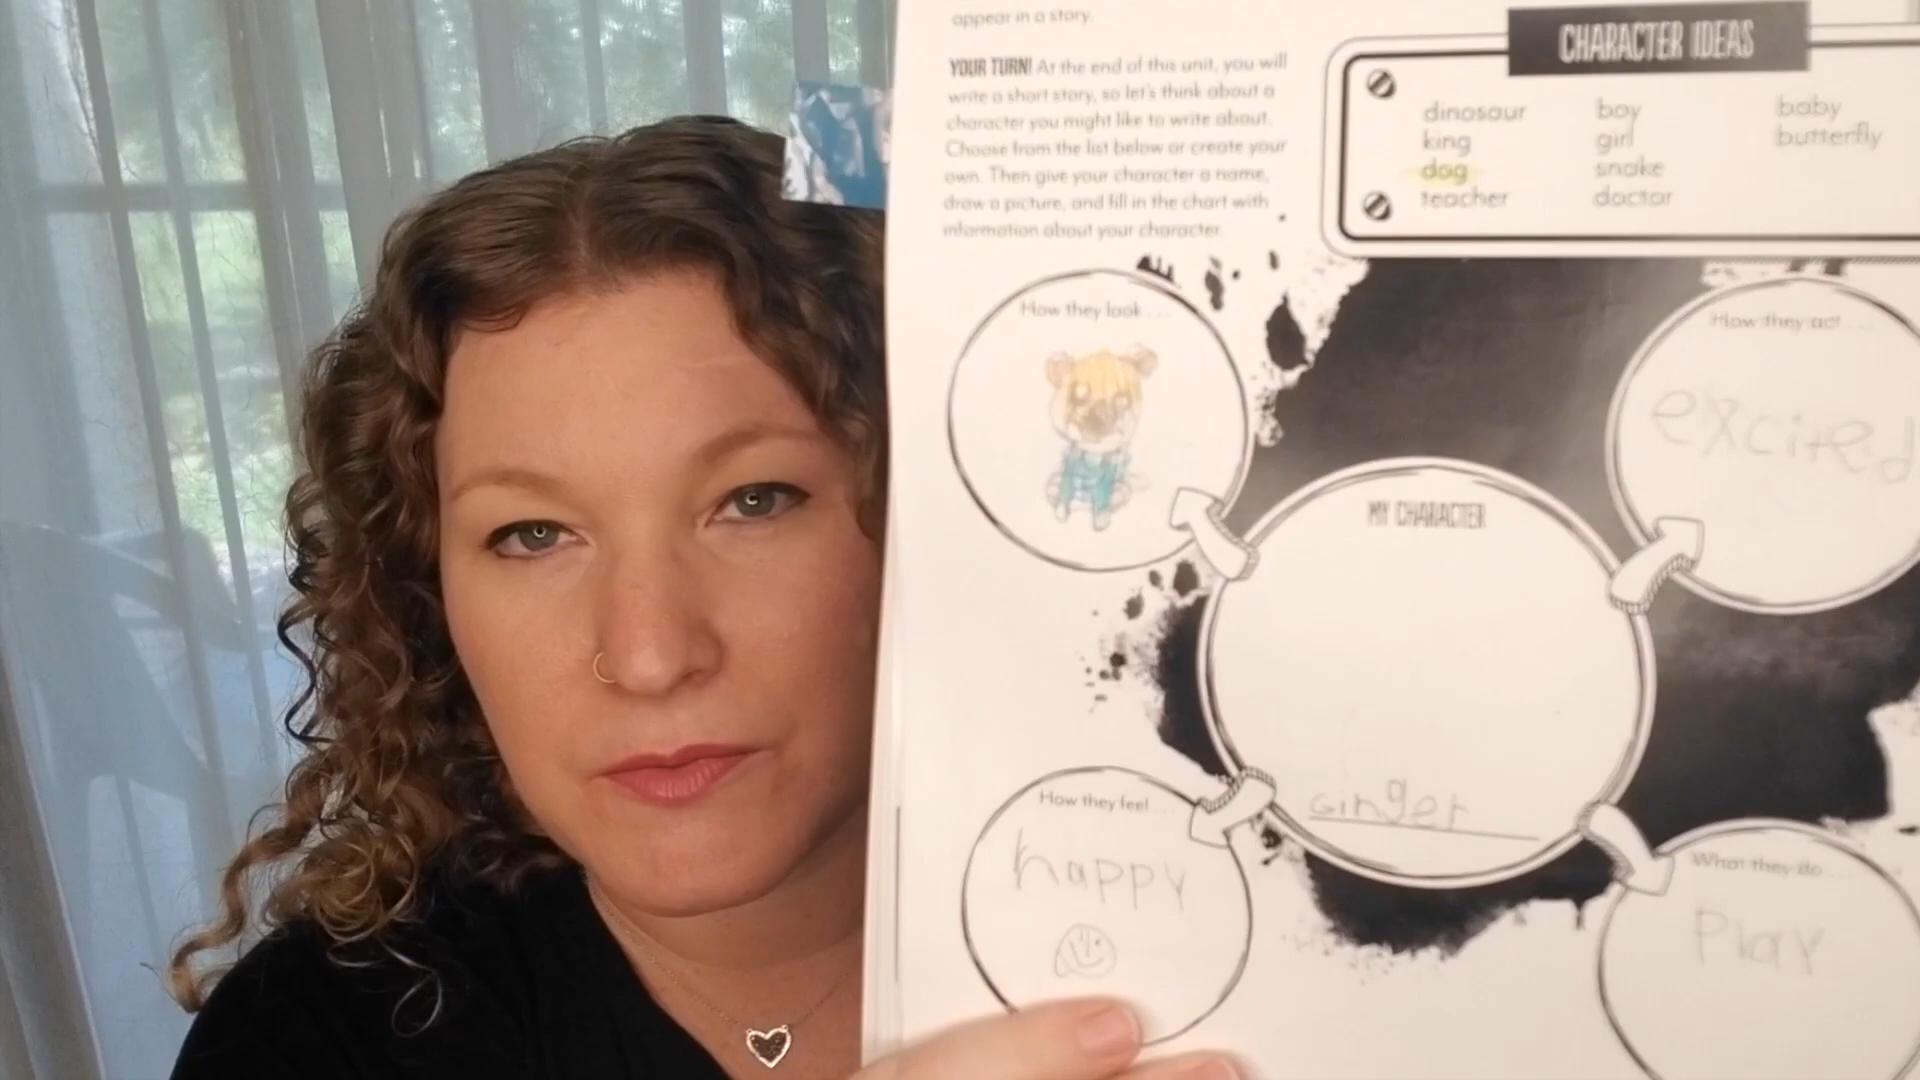 appear in a story.
YOUR TURN! At the end of this unit, you will
write a short story, so let's think about a
character you might like to write about.
Choose from the list below or create your
own. Then give your character a name,
draw a picture, and fill in the chart with
information about your character.
CHARACTER IDEAS
dinosaur boy baby
king girl butterfly
dog snake
teacher doctor
How they look . . .
How they act . . .
excited
MY CHARACTER
Ginger
How they feel . . .
happy
What they do . . .
Play